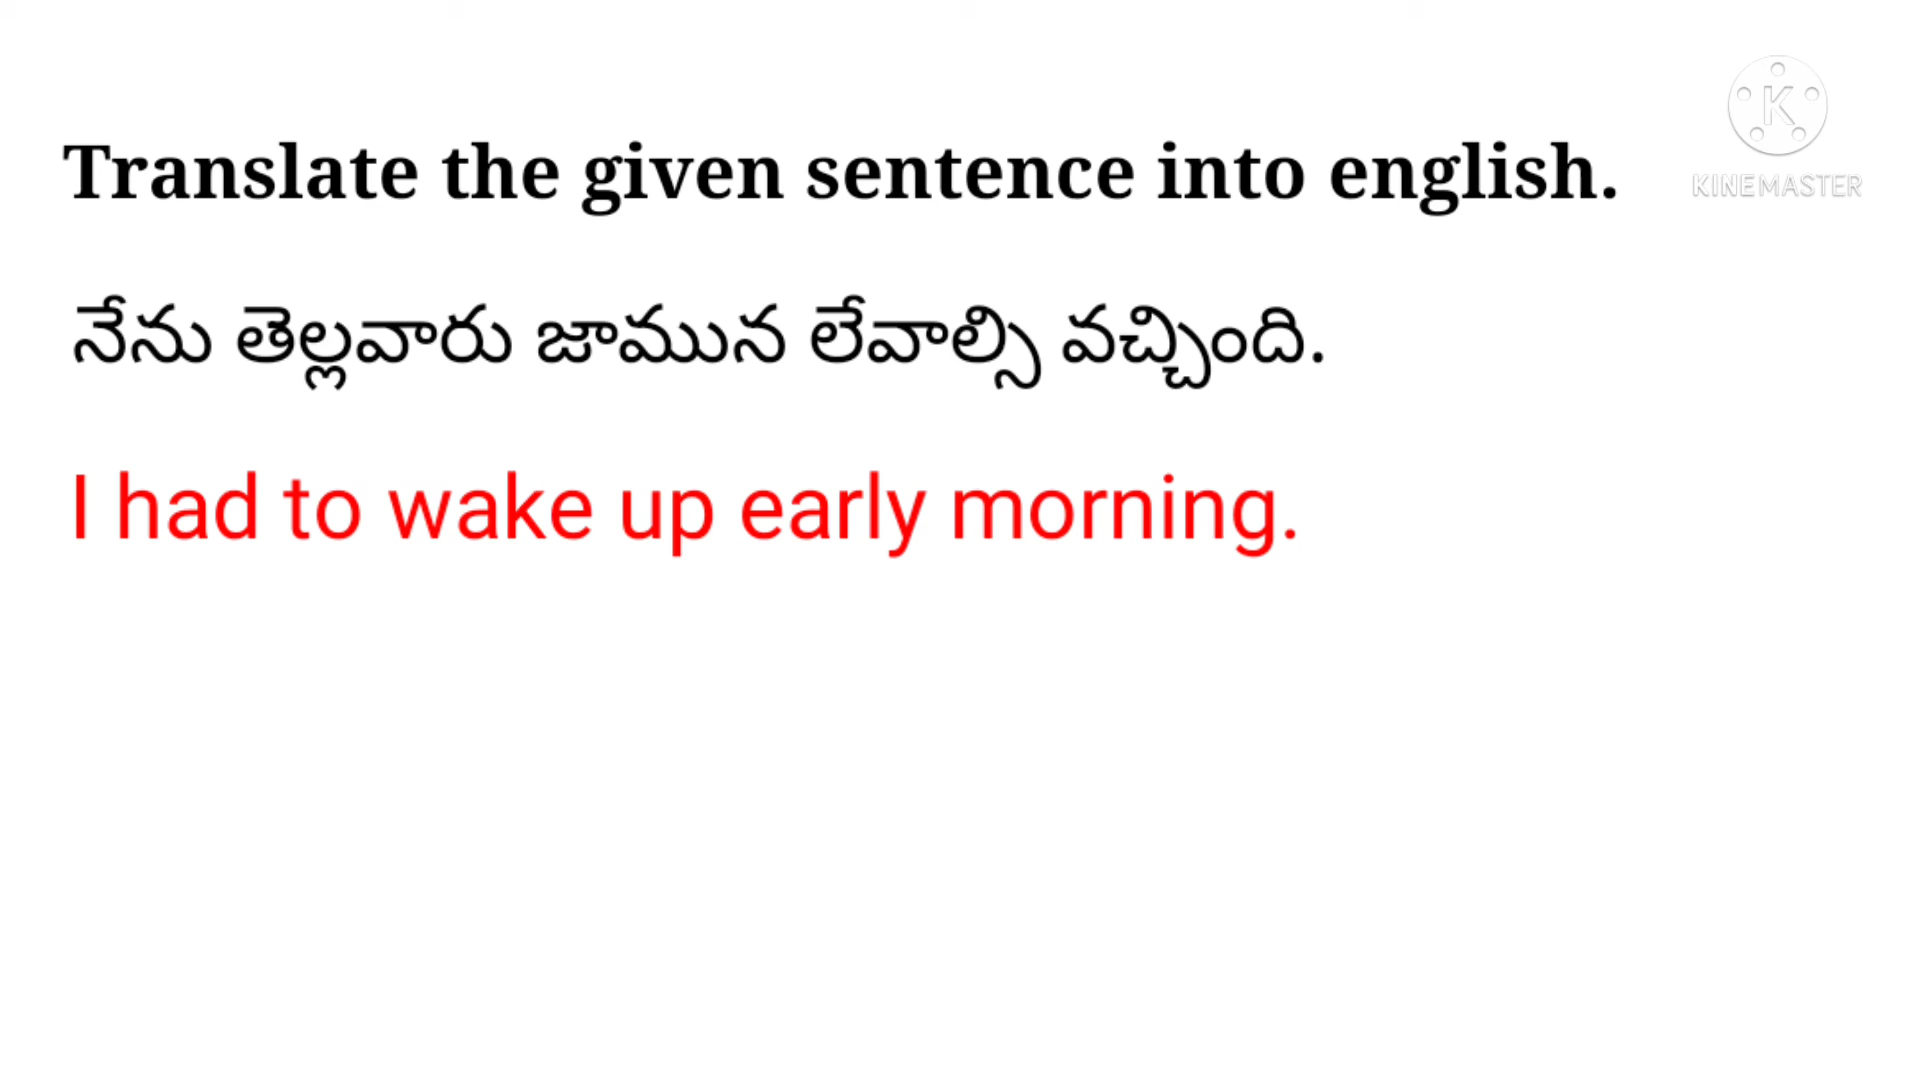 Translate the given sentence into english.
KINEMASTER
నేను తెల్లవారు జామున లేవాల్సి వచ్చింది.
I had to wake up early morning.